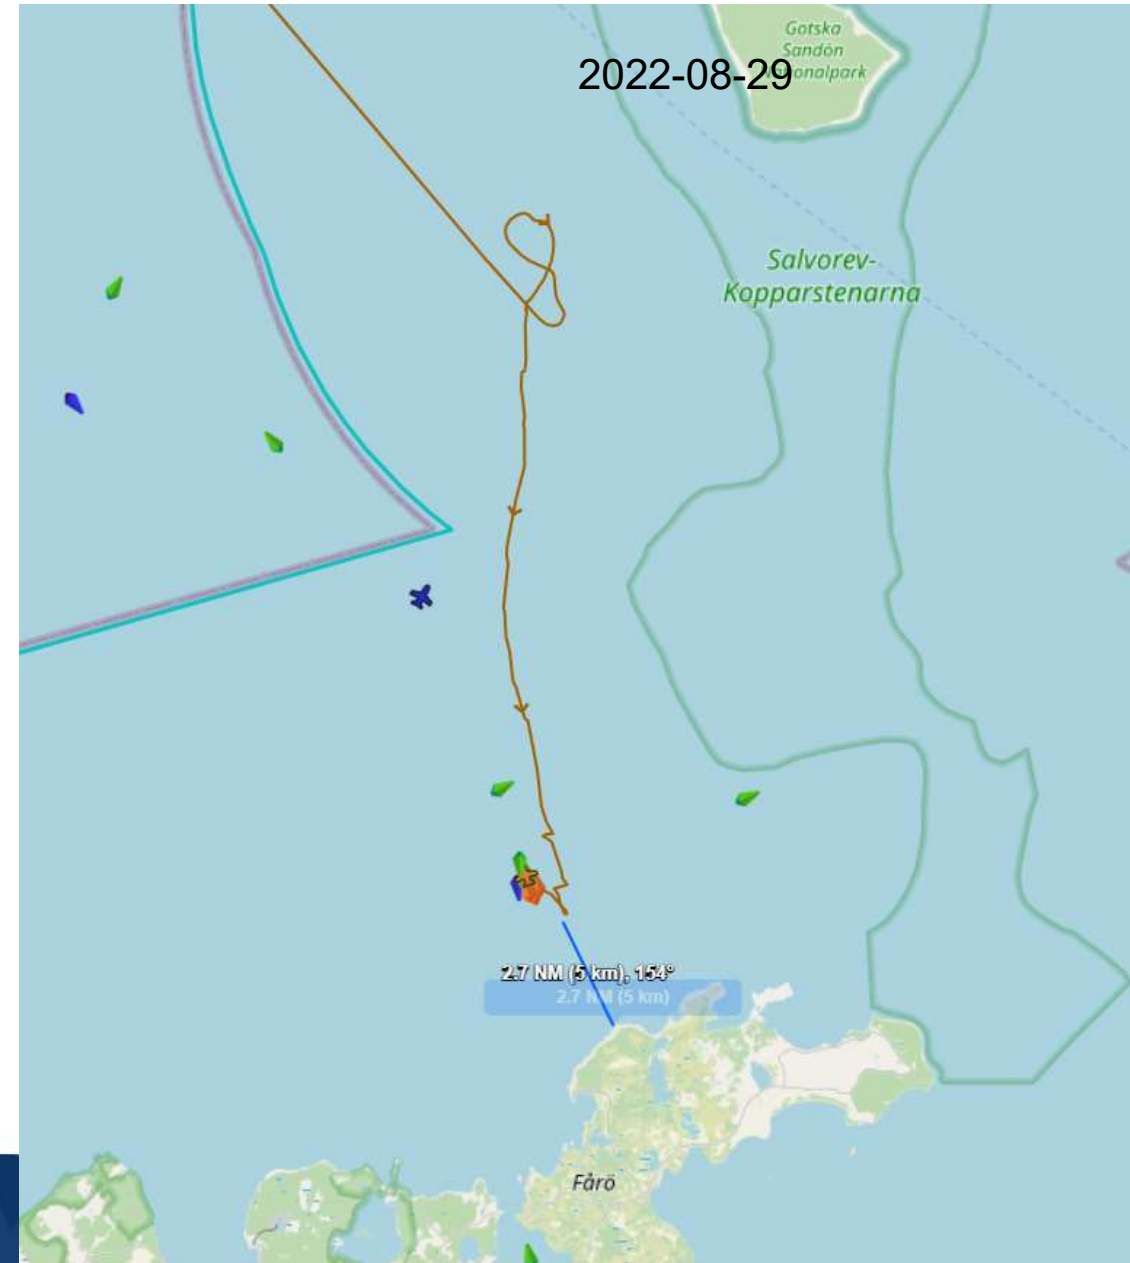 Gotska
Sandön
Nationalpark
2022-08-29
Salvorev-
Kopparstenarna
2.7 NM (5 km), 154°
2.7 NM (5 km)
Fårö